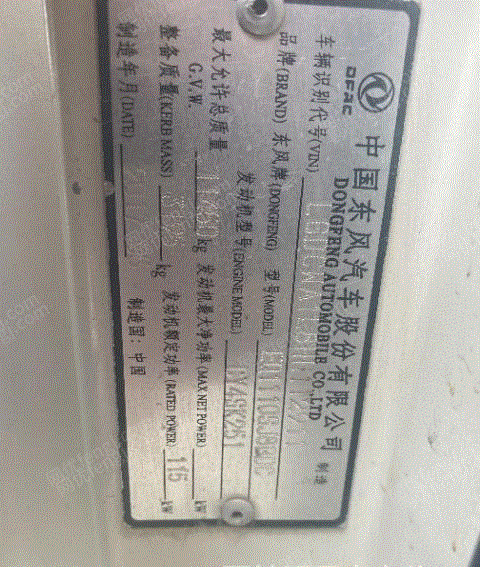 DFAC
中国东风汽车股份有限公司 制造
DONGFENG AUTOMOBILE CO.,LTD
车辆识别代号(VIN)
品牌(BRAND) 东风牌(DONGFENG) 型号(MODEL)
发动机型号(ENGINE MODEL)
最大允许总质量 G.V.W. kg 发动机最大净功率(MAX NET POWER) kW
整备质量(KERB MASS) kg 发动机额定功率(RATED POWER) 115 kW
制造年月(DATE) 制造国：中国